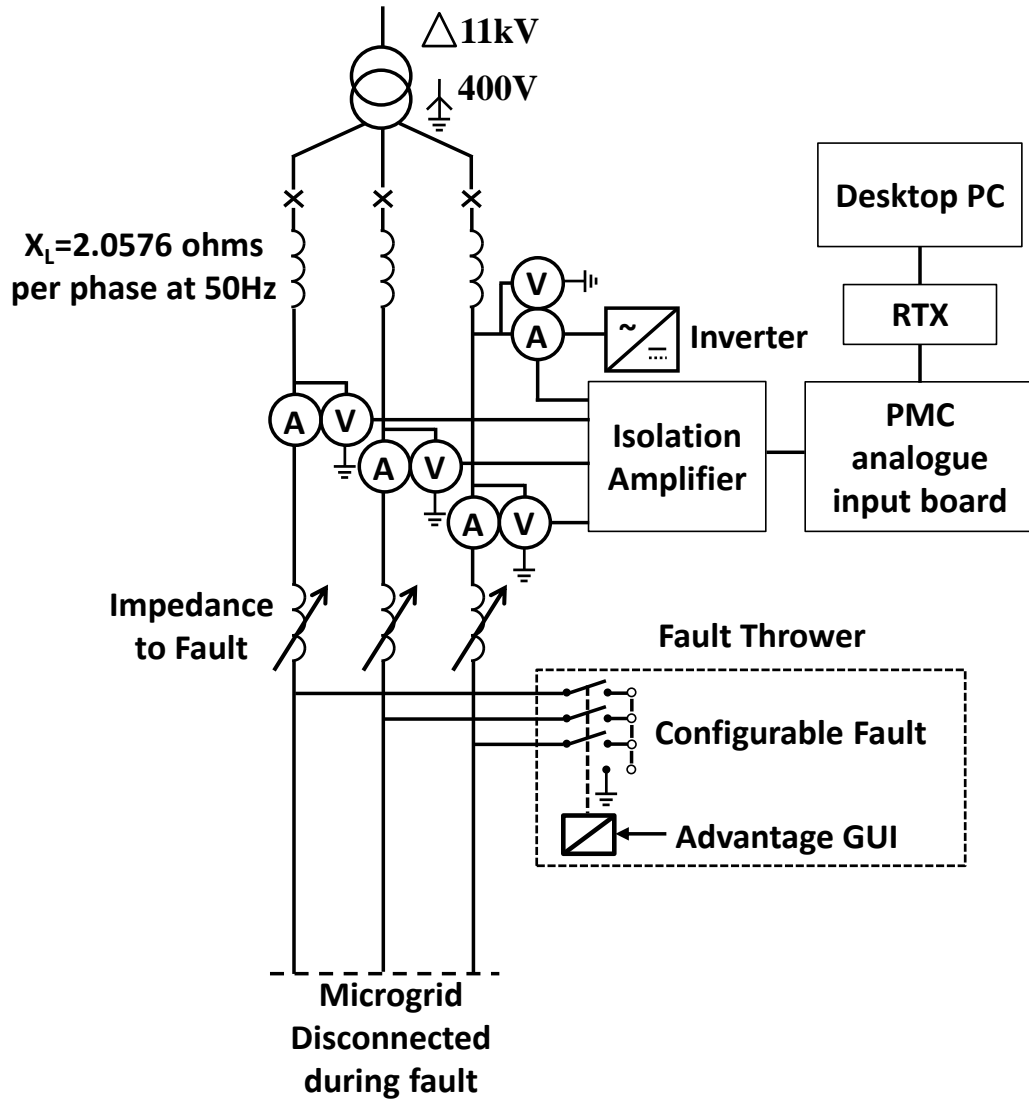 △11kV
400V
X_L=2.0576 ohms
per phase at 50Hz
Desktop PC
RTX
V
A
~
Inverter
PMC
analogue
input board
Isolation
Amplifier
A V
A V
A V
Impedance
to Fault
Fault Thrower
Configurable Fault
Advantage GUI
Microgrid
Disconnected
during fault